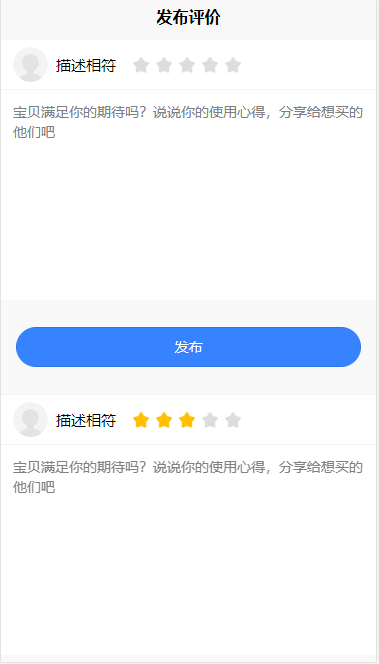 发布评价
描述相符
宝贝满足你的期待吗？说说你的使用心得，分享给想买的
他们吧
发布
描述相符
宝贝满足你的期待吗？说说你的使用心得，分享给想买的
他们吧